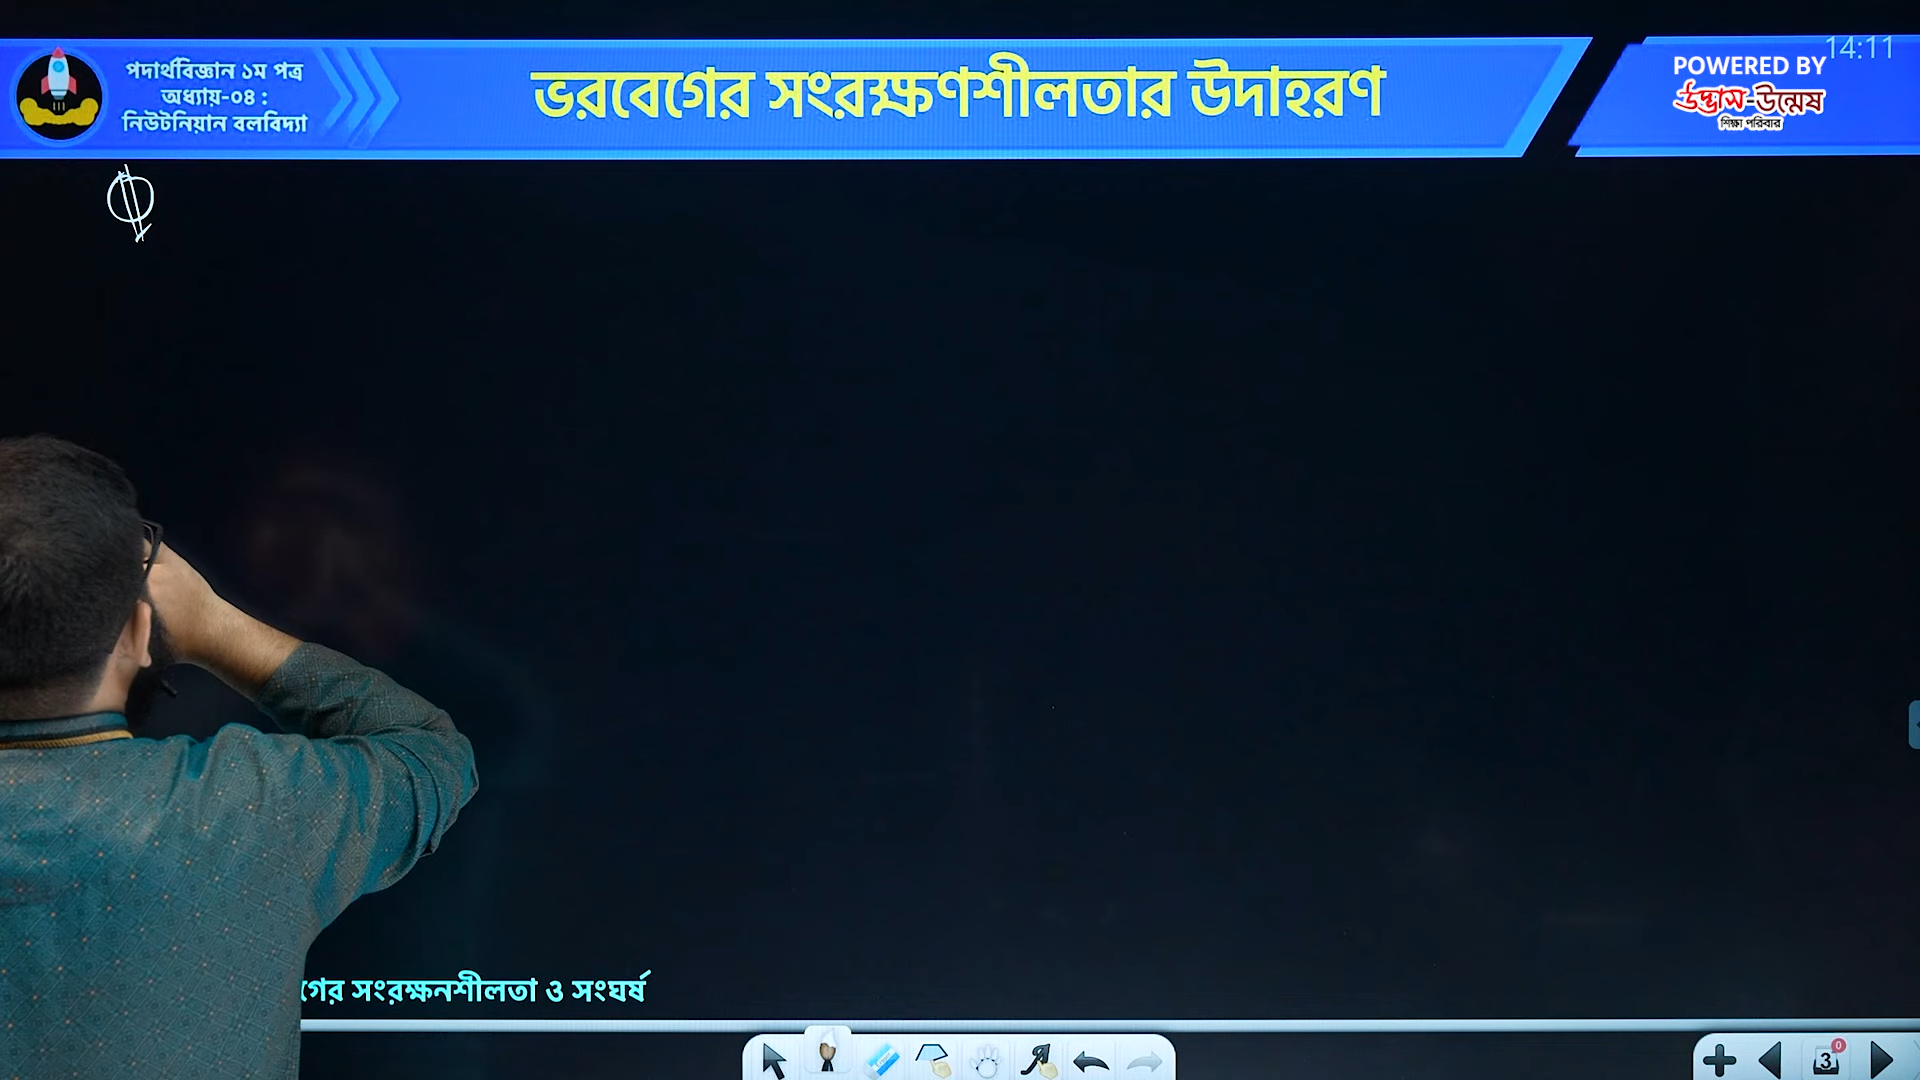 পদার্থবিজ্ঞান ১ম পত্র
অধ্যায়-০৪ :
নিউটনিয়ান বলবিদ্যা
ভরবেগের সংরক্ষণশীলতার উদাহরণ
14:11
POWERED BY
উদ্ভাস-উন্মেষ
শিক্ষা পরিবার
গের সংরক্ষনশীলতা ও সংঘর্ষ
3
0